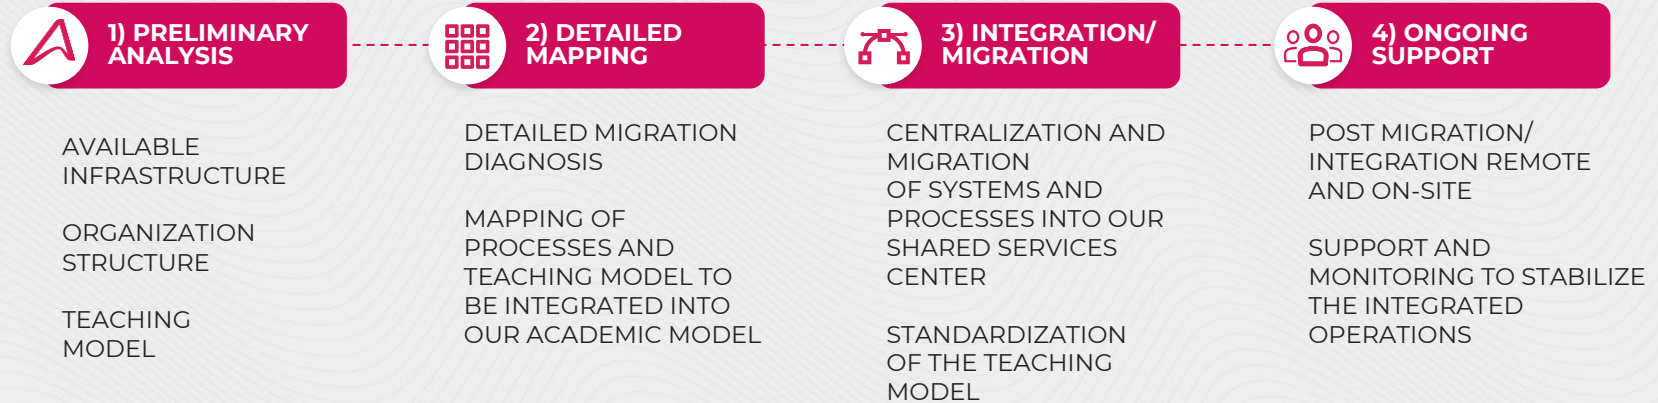 1) PRELIMINARY
ANALYSIS
AVAILABLE
INFRASTRUCTURE
ORGANIZATION
STRUCTURE
TEACHING
MODEL
2) DETAILED
MAPPING
DETAILED MIGRATION
DIAGNOSIS
MAPPING OF
PROCESSES AND
TEACHING MODEL TO
BE INTEGRATED INTO
OUR ACADEMIC MODEL
3) INTEGRATION/
MIGRATION
CENTRALIZATION AND
MIGRATION
OF SYSTEMS AND
PROCESSES INTO OUR
SHARED SERVICES
CENTER
STANDARDIZATION
OF THE TEACHING
MODEL
4) ONGOING
SUPPORT
POST MIGRATION/
INTEGRATION REMOTE
AND ON-SITE
SUPPORT AND
MONITORING TO STABILIZE
THE INTEGRATED
OPERATIONS